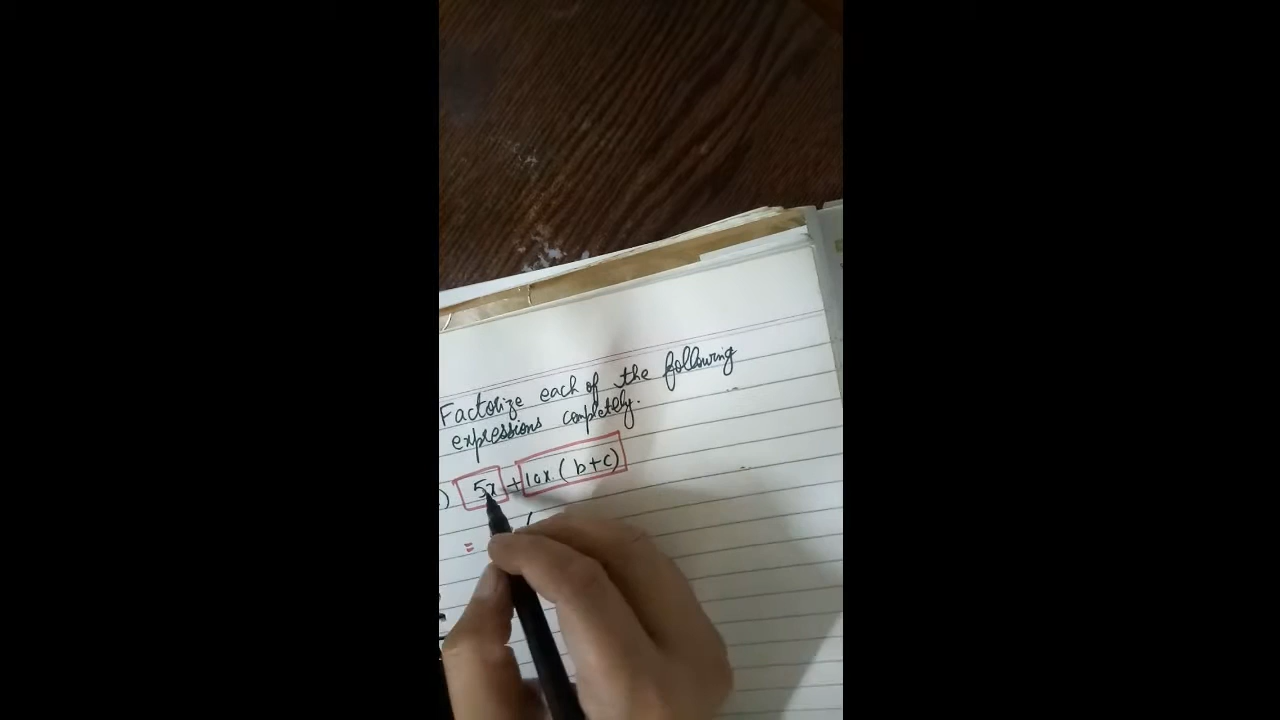 Factorize each of the following
expressions completely.
) 5x + 10x (b+c)
= (